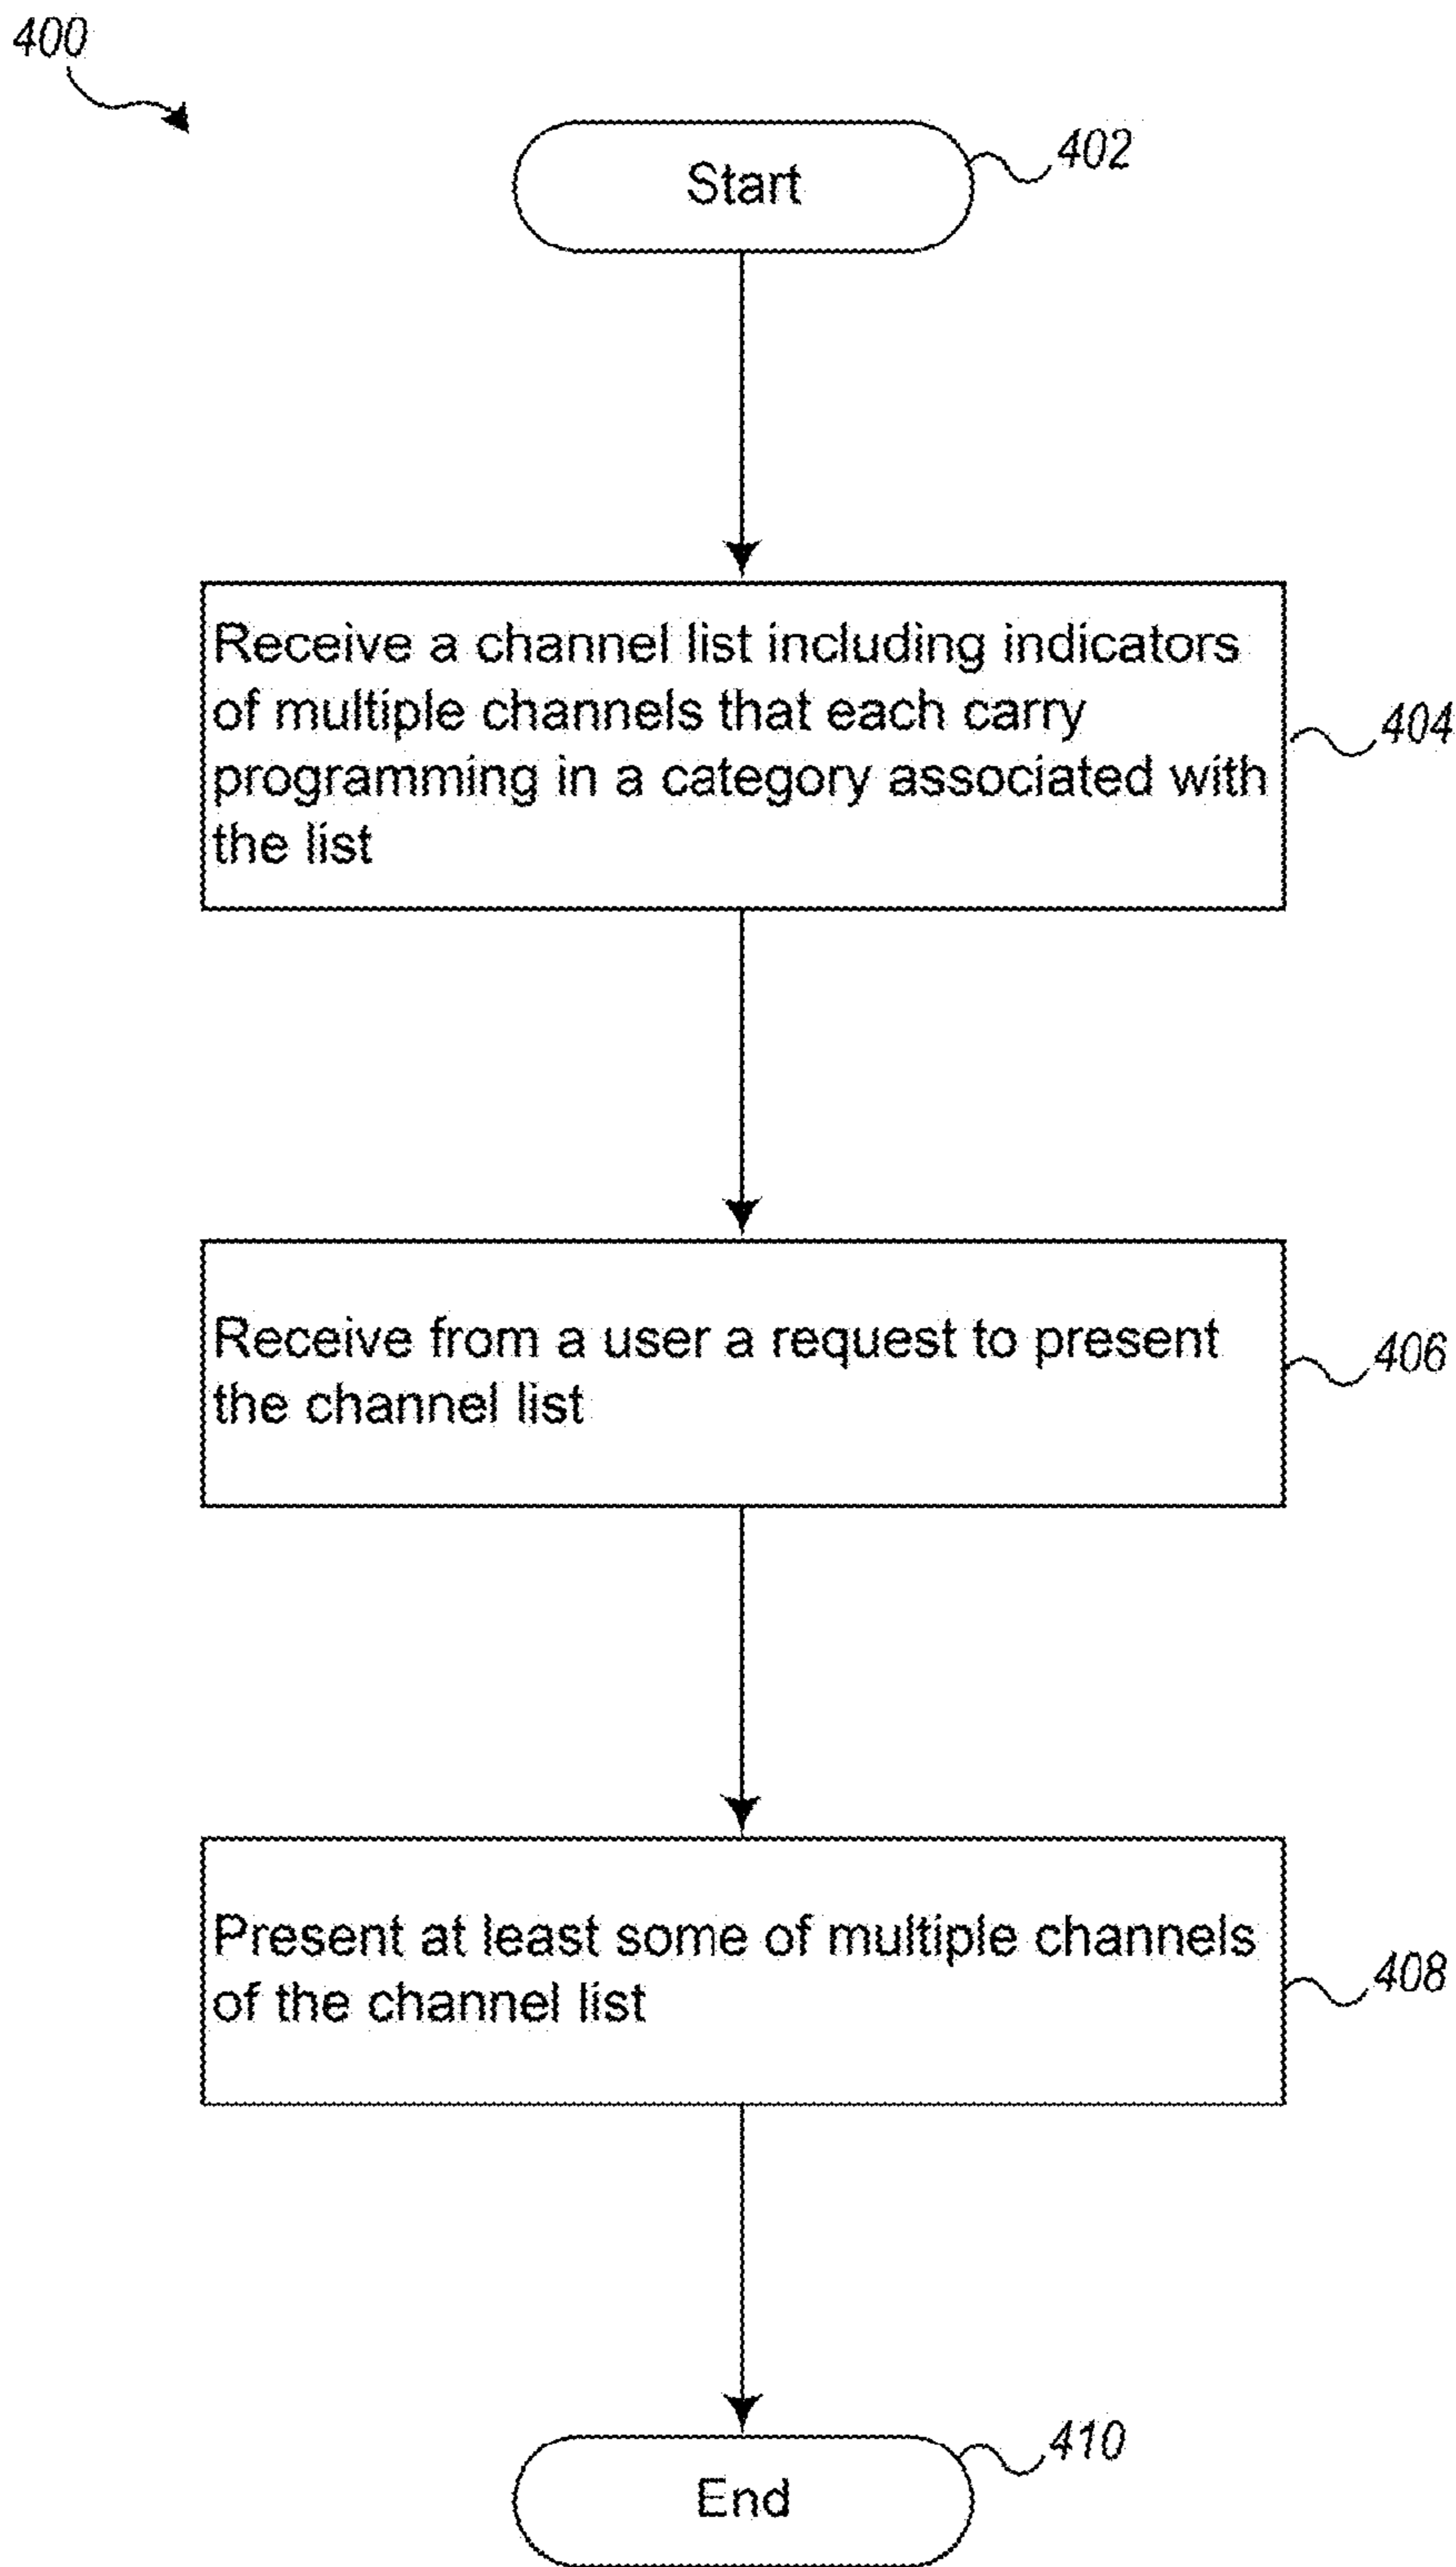 400
Start
402
Receive a channel list including indicators
of multiple channels that each carry
programming in a category associated with
the list
404
Receive from a user a request to present
the channel list
406
Present at least some of multiple channels
of the channel list
408
End
410